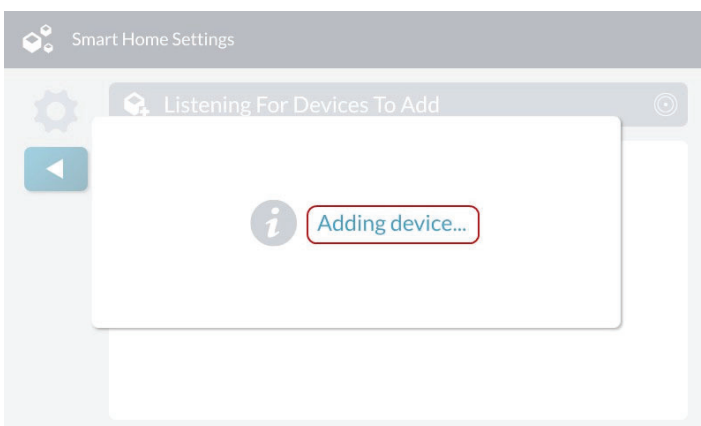 Smart Home Settings
Listening For Devices To Add
Adding device...